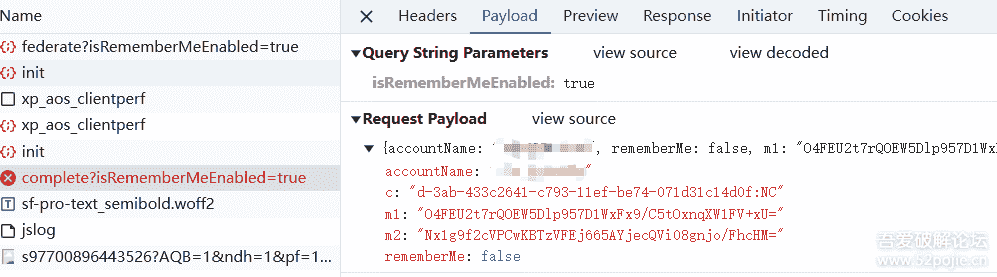 Name
federate?isRememberMeEnabled=true
init
xp_aos_clientperf
xp_aos_clientperf
init
complete?isRememberMeEnabled=true
sf-pro-text_semibold.woff2
jslog
s97700896443526?AQB=1&ndh=1&pf=1...
Headers Payload Preview Response Initiator Timing Cookies
Query String Parameters view source view decoded
isRememberMeEnabled: true
Request Payload view source
{accountName: " ", rememberMe: false, m1: "O4FEU2t7rQOEW5Dlp957D1WxF
accountName: " "
c: "d-3ab-433c2641-c793-11ef-be74-071d31c14d0f:NC"
m1: "O4FEU2t7rQOEW5Dlp957D1WxFx9/C5tOxnqXW1FV+xU="
m2: "Nx1g9f2cVPCwKBTzVFEj665AYjecQVi08gnjo/FhcHM="
rememberMe: false
吾爱破解论坛
www.52pojie.cn